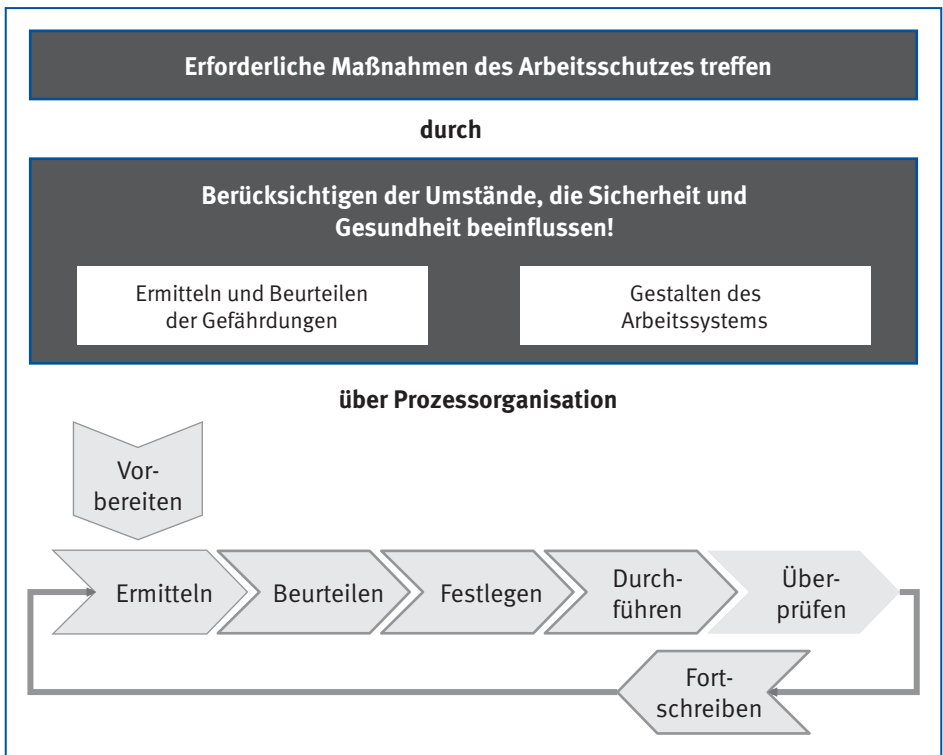 Erforderliche Maßnahmen des Arbeitsschutzes treffen
durch
Berücksichtigen der Umstände, die Sicherheit und
Gesundheit beeinflussen!
Ermitteln und Beurteilen
der Gefährdungen
Gestalten des
Arbeitssystems
über Prozessorganisation
Vor-
bereiten
Ermitteln
Beurteilen
Festlegen
Durch-
führen
Über-
prüfen
Fort-
schreiben